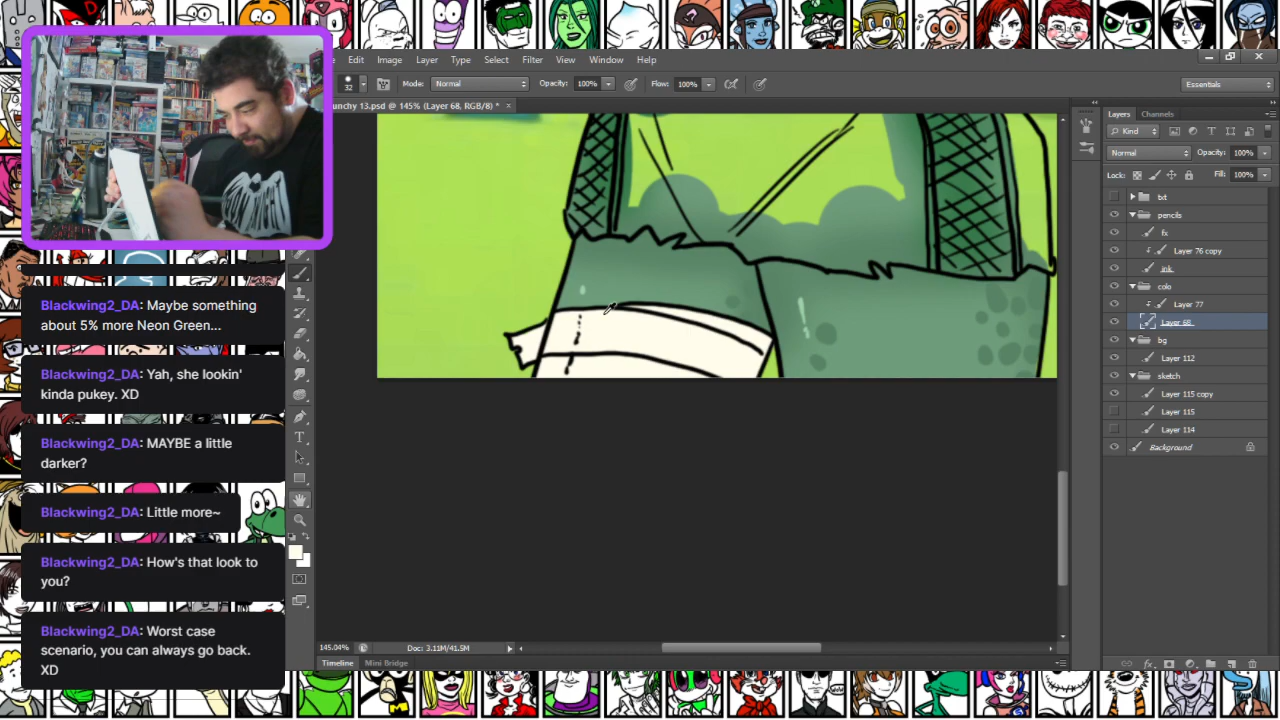 Edit Image Layer Type Select Filter View Window Help
32 Mode: Normal Opacity: 100% Flow: 100% Essentials
unchy 13.psd @ 145% (Layer 68, RGB/8) * ×
Layers Channels
Kind
Normal Opacity: 100%
Lock: Fill: 100%
txt
pencils
fx
Layer 76 copy
ink
colo
Layer 77
Layer 68
bg
Layer 112
sketch
Layer 115 copy
Layer 115
Layer 114
Background
Blackwing2_DA: Maybe something
about 5% more Neon Green...
Blackwing2_DA: Yah, she lookin'
kinda pukey. XD
Blackwing2_DA: MAYBE a little
darker?
Blackwing2_DA: Little more~
Blackwing2_DA: How's that look to
you?
Blackwing2_DA: Worst case
scenario, you can always go back.
XD
145.04% Doc: 3.11M/41.5M
Timeline Mini Bridge